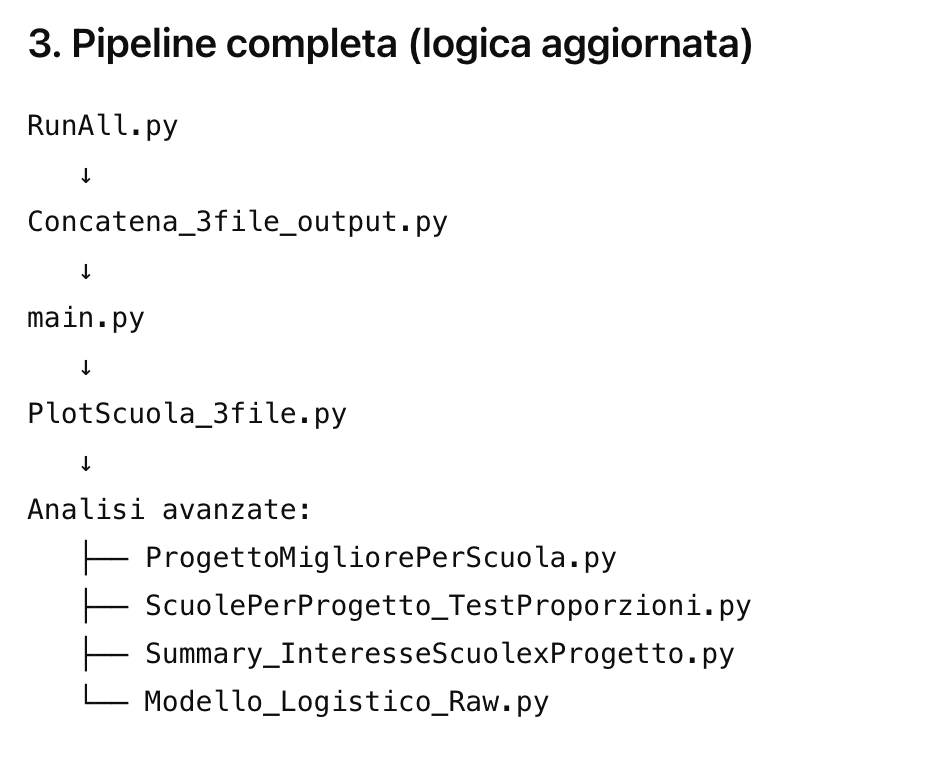 3. Pipeline completa (logica aggiornata)
RunAll.py
↓
Concatena_3file_output.py
↓
main.py
↓
PlotScuola_3file.py
↓
Analisi avanzate:
├── ProgettoMigliorePerScuola.py
├── ScuolePerProgetto_TestProporzioni.py
├── Summary_InteresseScuolexProgetto.py
└── Modello_Logistico_Raw.py